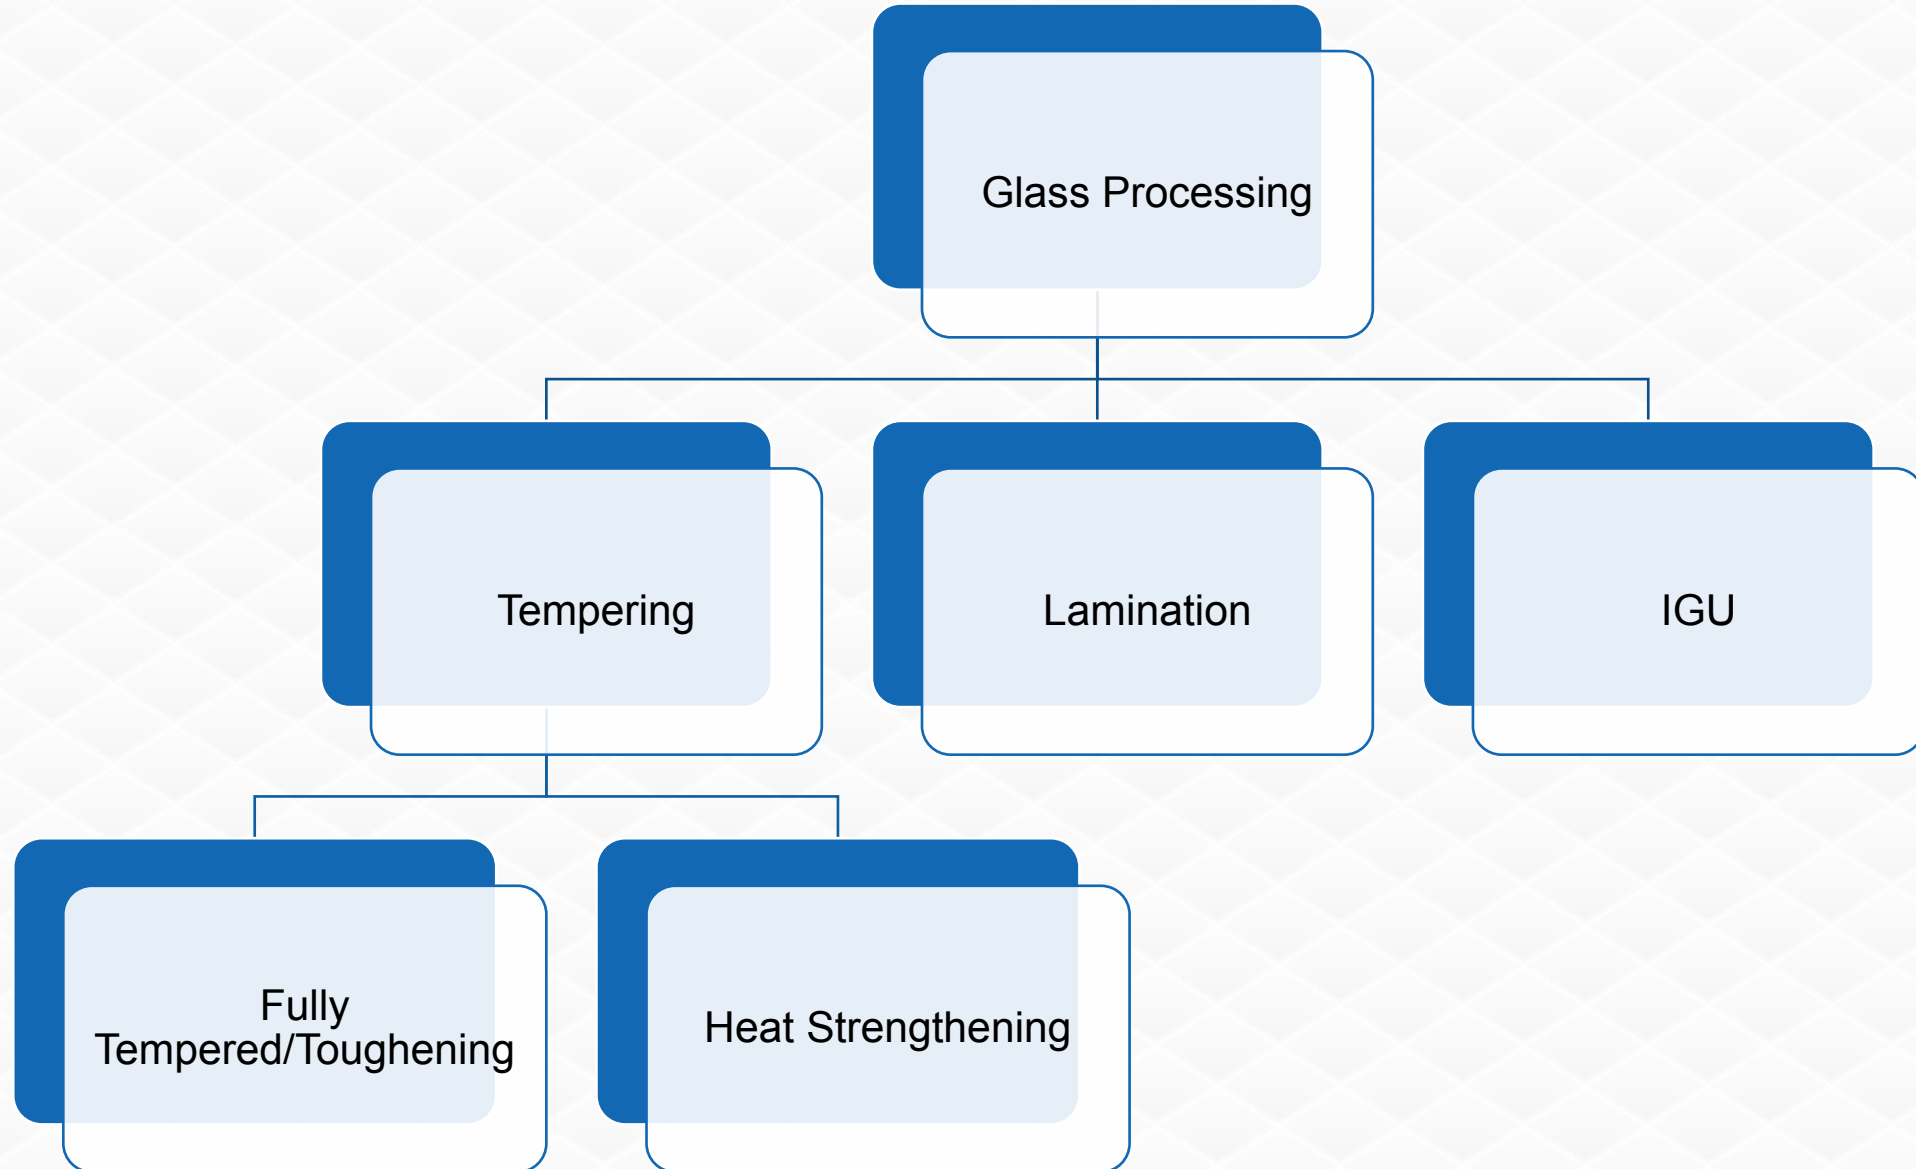 Glass Processing
Tempering
Lamination
IGU
Fully
Tempered/Toughening
Heat Strengthening